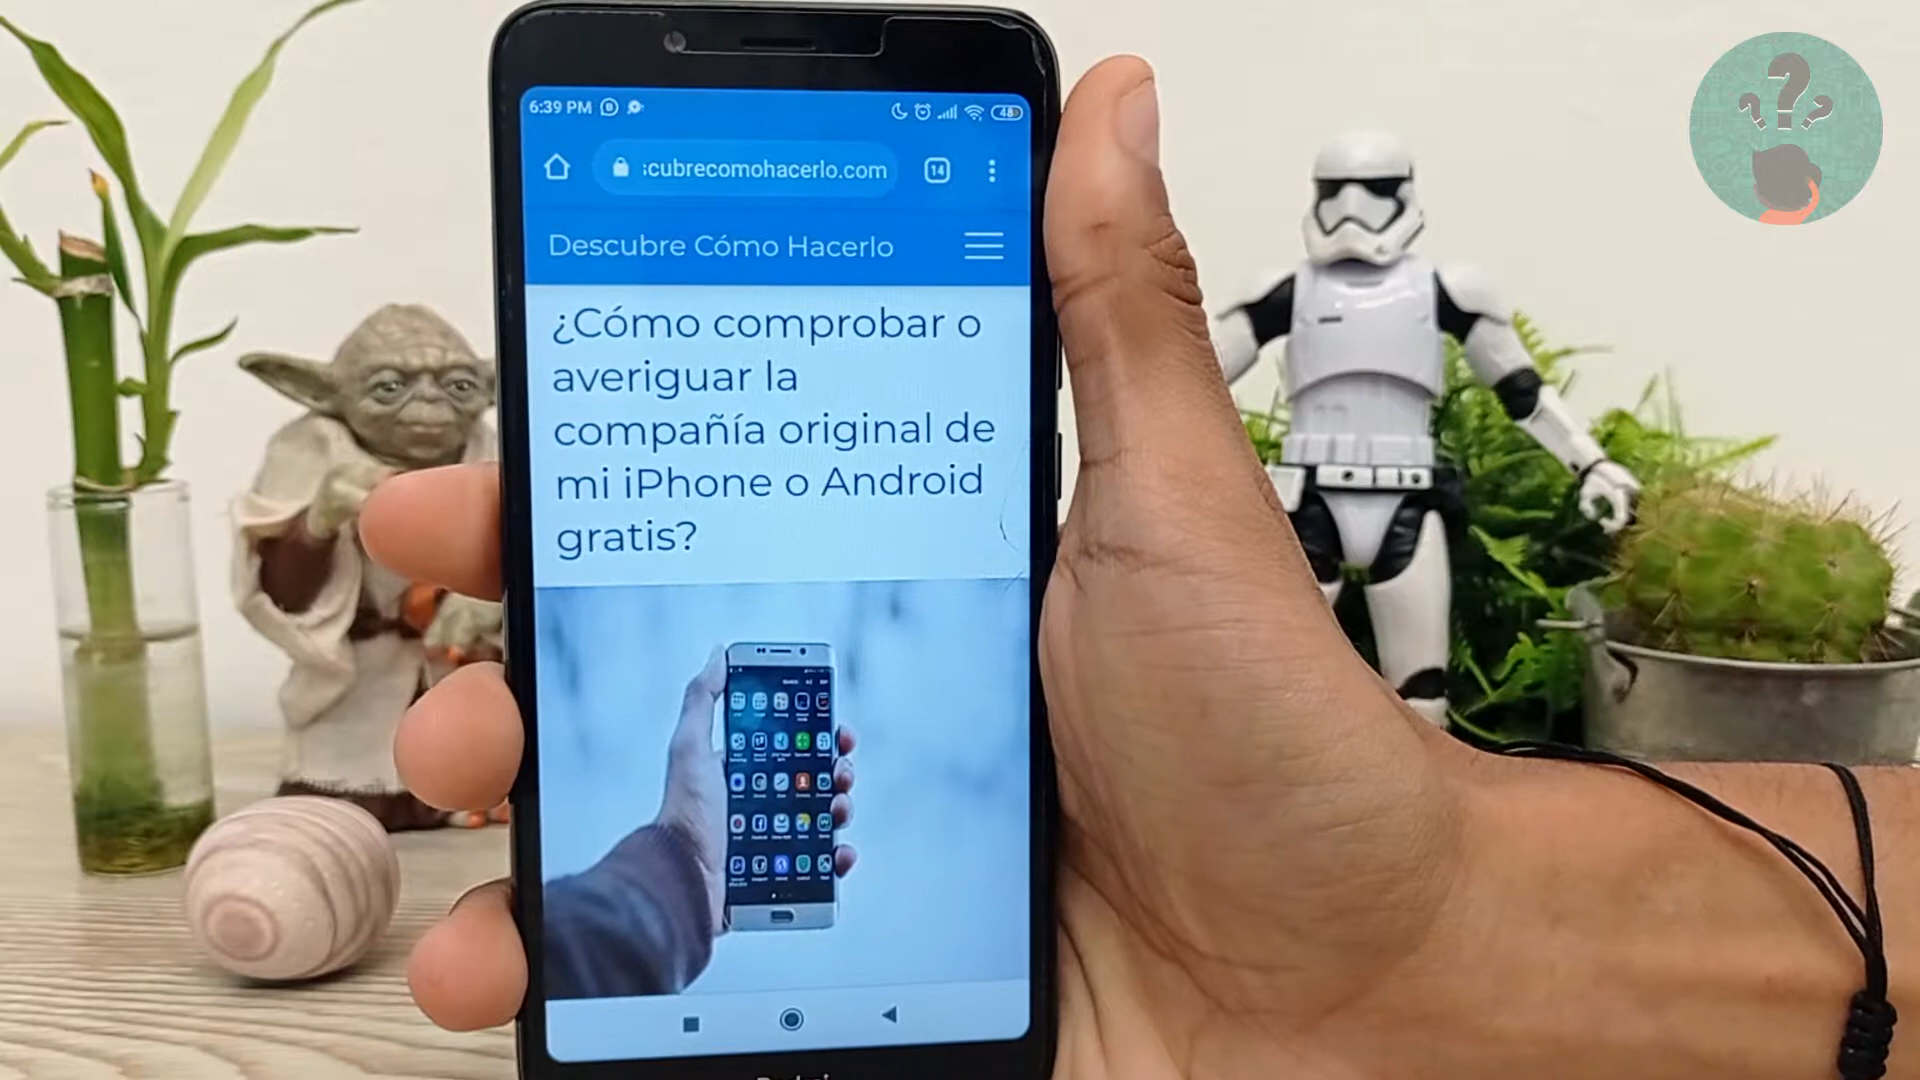 6:39 PM
48
:cubrecomohacerlo.com
14
Descubre Cómo Hacerlo
¿Cómo comprobar o
averiguar la
compañía original de
mi iPhone o Android
gratis?